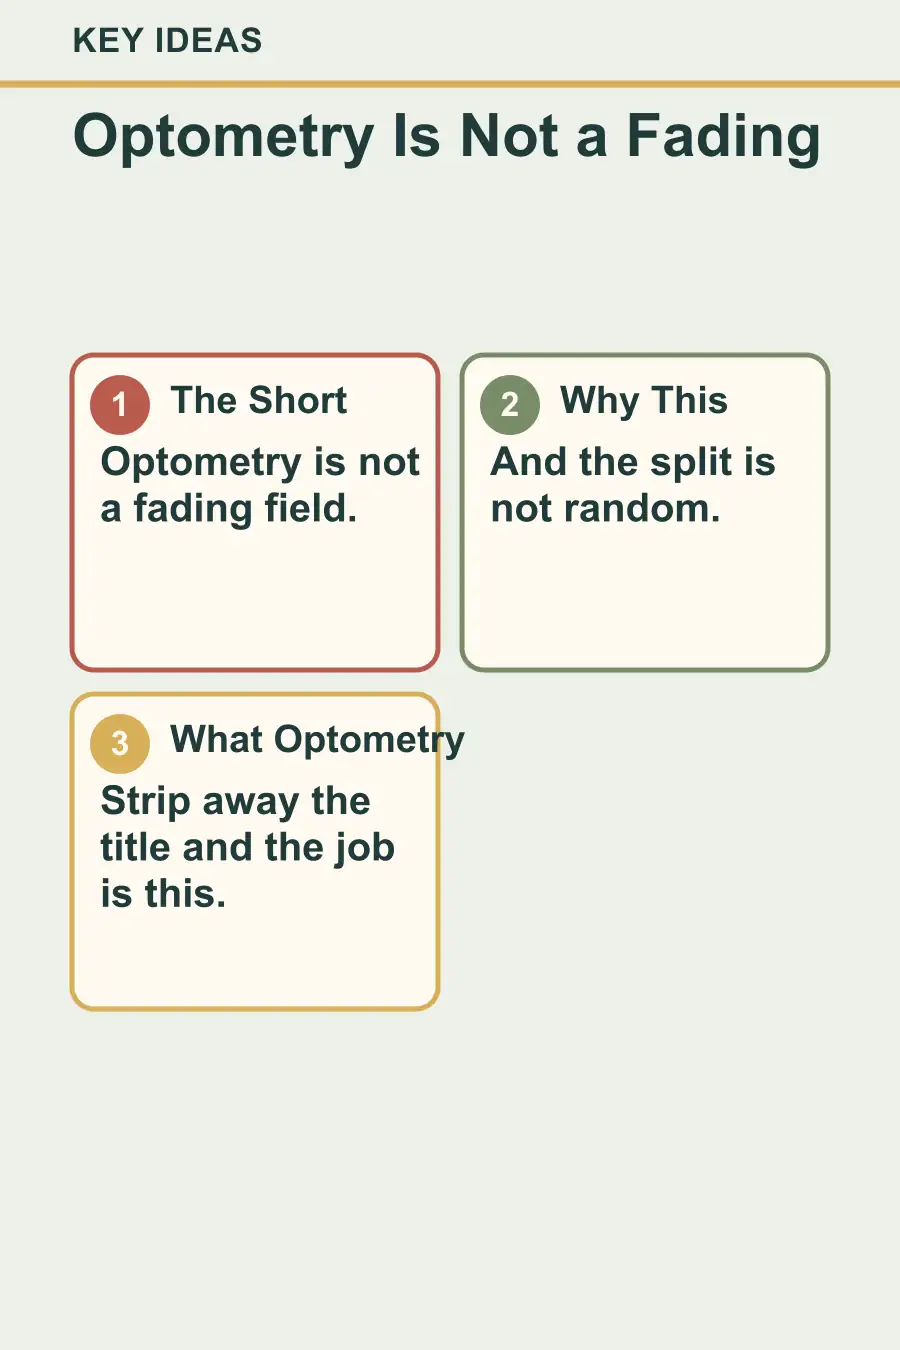 KEY IDEAS
Optometry Is Not a Fading
1 The Short
Optometry is not
a fading field.
2 Why This
And the split is
not random.
3 What Optometry
Strip away the
title and the job
is this.